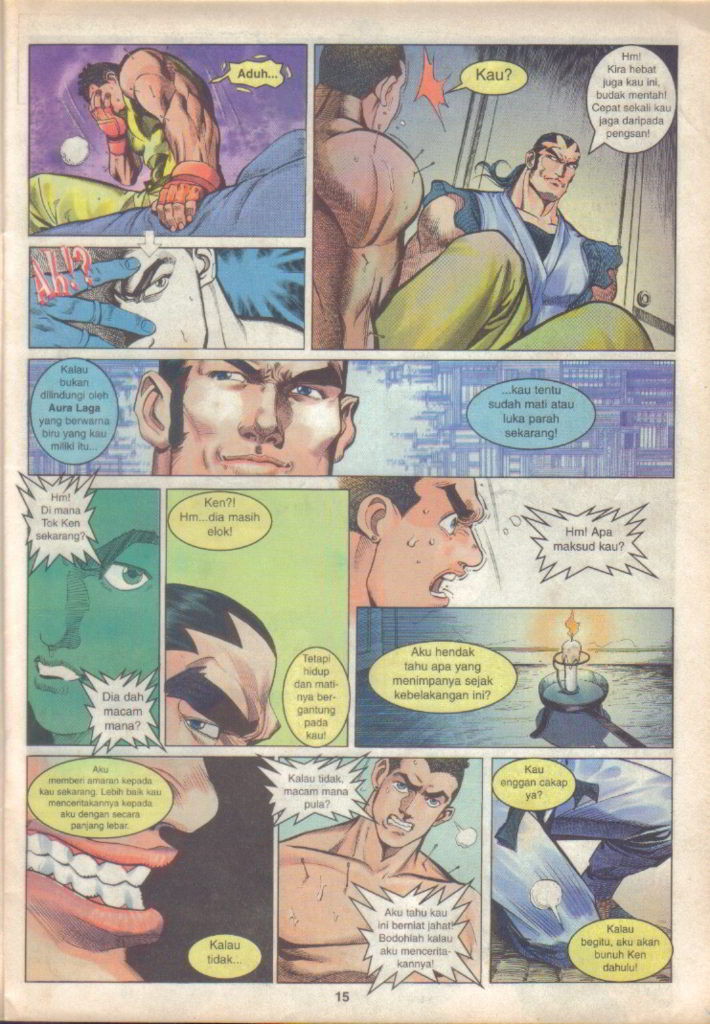 Aduh...
Kau?
Hm!
Kira hebat
juga kau ini,
budak mentah!
Cepat sekali kau
jaga daripada
pengsan!
Ah!?
Kalau
bukan
dilindungi oleh
Aura Laga
yang berwarna
biru yang kau
miliki itu...
...kau tentu
sudah mati atau
luka parah
sekarang!
Hm!
Di mana
Tok Ken
sekarang?
Dia dah
macam
mana?
Ken?!
Hm...dia masih
elok!
Tetapi
hidup
dan mati-
nya ber-
gantung
pada
kau!
Hm! Apa
maksud kau?
Aku hendak
tahu apa yang
menimpanya sejak
kebelakangan ini?
Aku
memberi amaran kepada
kau sekarang. Lebih baik kau
menceritakannya kepada
aku dengan secara
panjang lebar.
Kalau
tidak...
Kalau tidak,
macam mana
pula?
Aku tahu kau
ini berniat jahat!
Bodohlah kalau
aku mencerita-
kannya!
Kau
enggan cakap
ya?
Kalau
begitu, aku akan
bunuh Ken
dahulu!
15